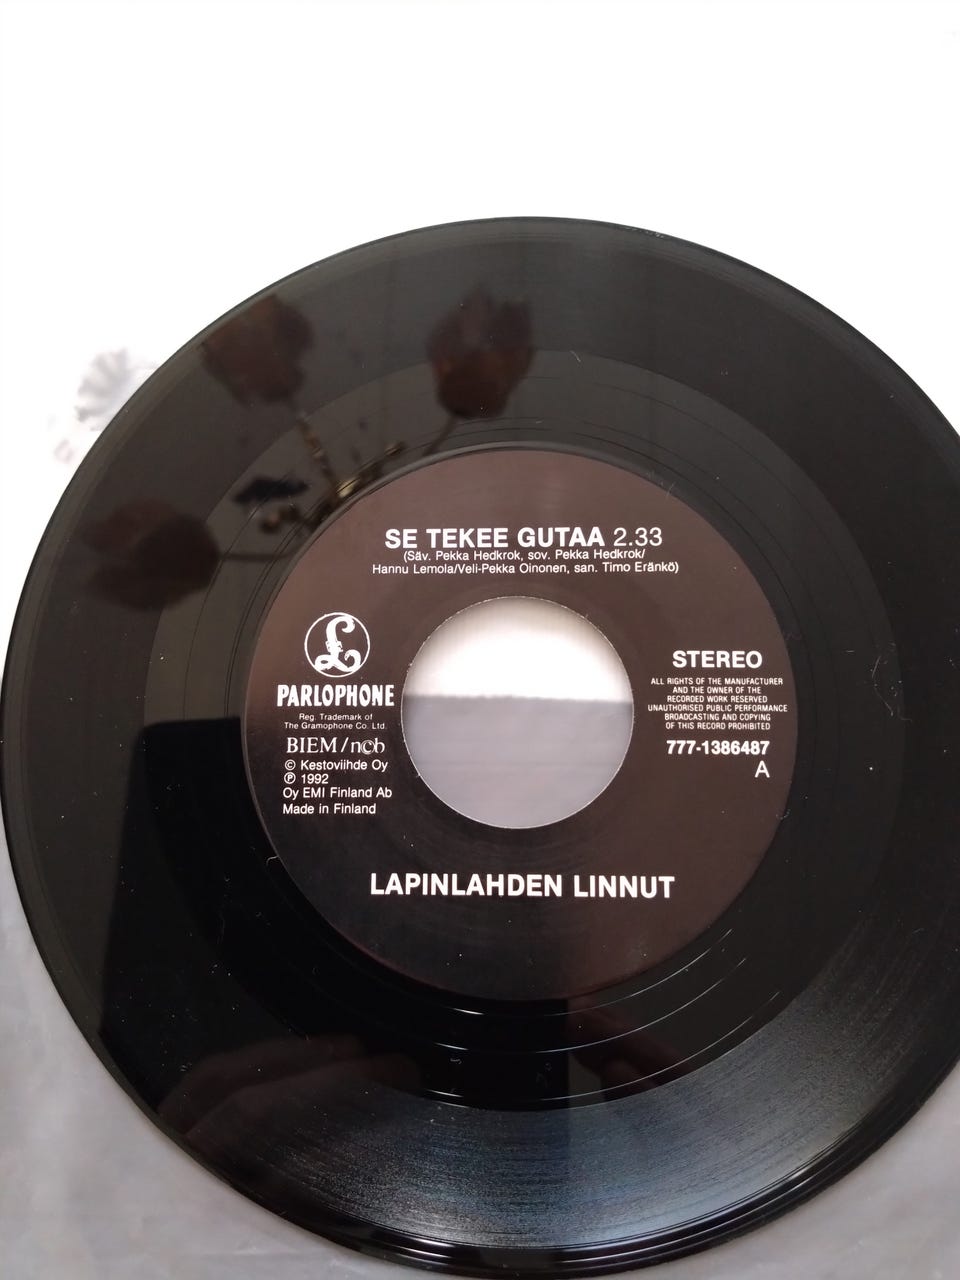 SE TEKEE GUTAA 2.33
(Säv. Pekka Hedkrok, sov. Pekka Hedkrok/
Hannu Lemola/Veli-Pekka Oinonen, san. Timo Eränkö)
£
PARLOPHONE
Reg. Trademark of
The Gramophone Co. Ltd.
BIEM/ncb
© Kestoviihde Oy
℗ 1992
Oy EMI Finland Ab
Made in Finland
STEREO
ALL RIGHTS OF THE MANUFACTURER
AND THE OWNER OF THE
RECORDED WORK RESERVED
UNAUTHORISED PUBLIC PERFORMANCE
BROADCASTING AND COPYING
OF THIS RECORD PROHIBITED
777-1386487
A
LAPINLAHDEN LINNUT